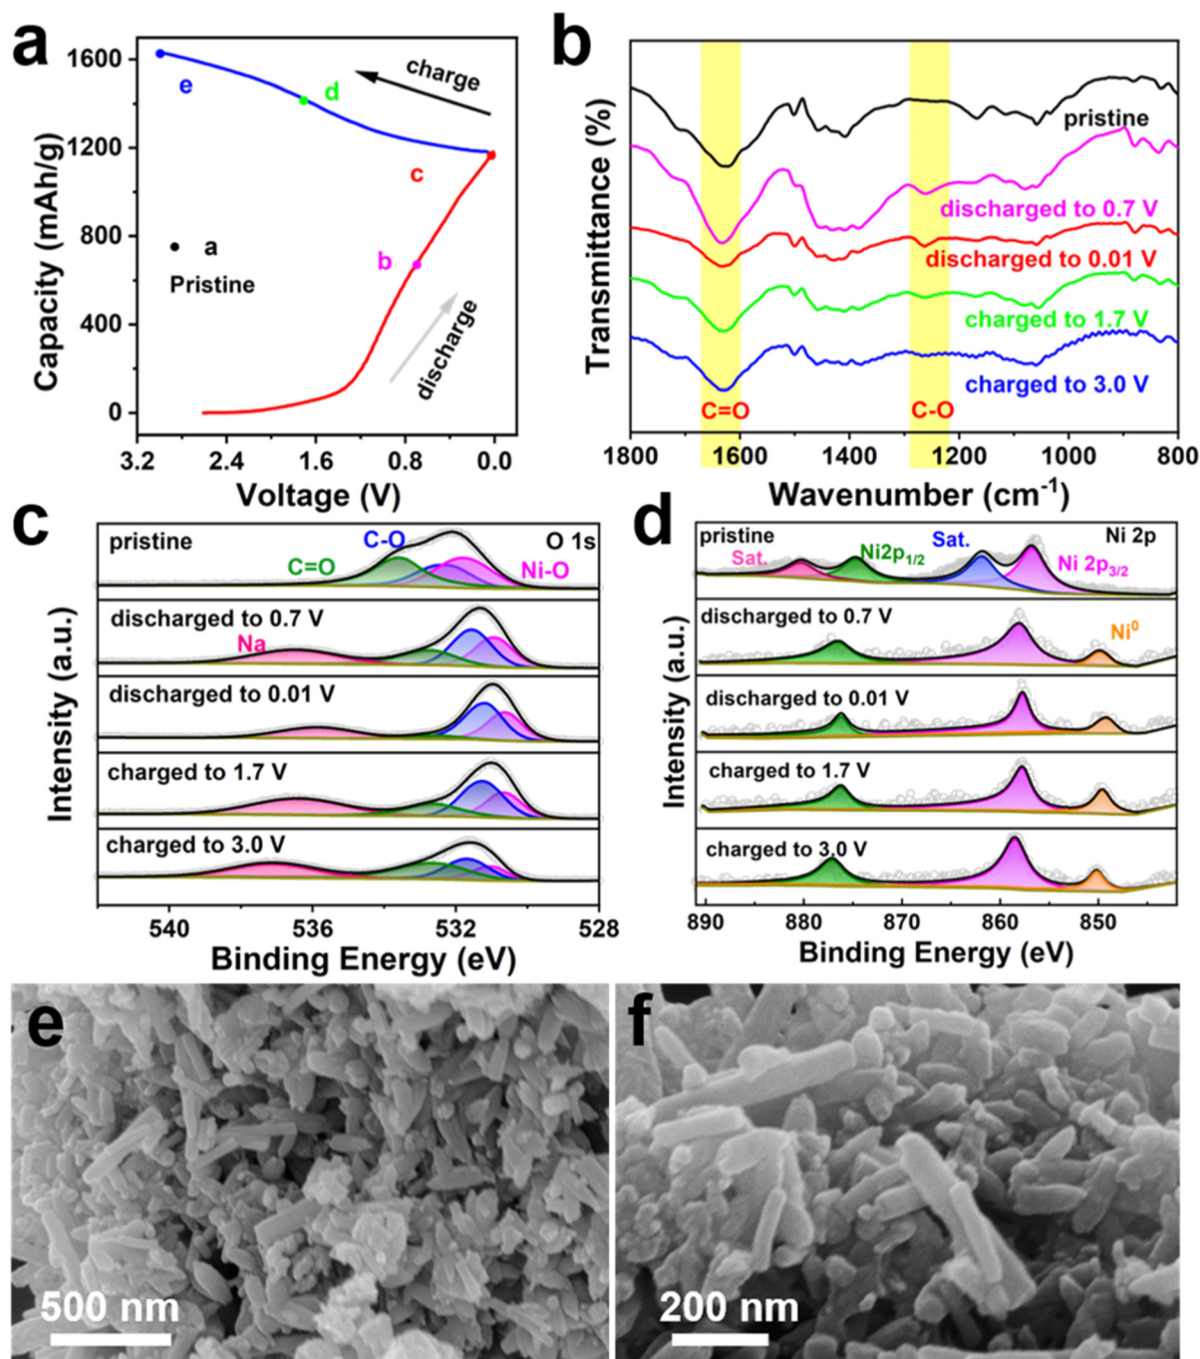 a
1600
1200
800
400
0
Capacity (mAh/g)
charge
e
d
c
b
a
Pristine
discharge
3.2
2.4
1.6
0.8
0.0
Voltage (V)
b
Transmittance (%)
pristine
discharged to 0.7 V
discharged to 0.01 V
charged to 1.7 V
charged to 3.0 V
C=O
C-O
1800
1600
1400
1200
1000
800
Wavenumber (cm-1)
c
Intensity (a.u.)
pristine
C-O
O 1s
C=O
Ni-O
discharged to 0.7 V
Na
discharged to 0.01 V
charged to 1.7 V
charged to 3.0 V
540
536
532
528
Binding Energy (eV)
d
Intensity (a.u.)
pristine
Sat.
Ni2p1/2
Sat.
Ni 2p
Ni 2p3/2
discharged to 0.7 V
Ni0
discharged to 0.01 V
charged to 1.7 V
charged to 3.0 V
890
880
870
860
850
Binding Energy (eV)
e
500 nm
f
200 nm